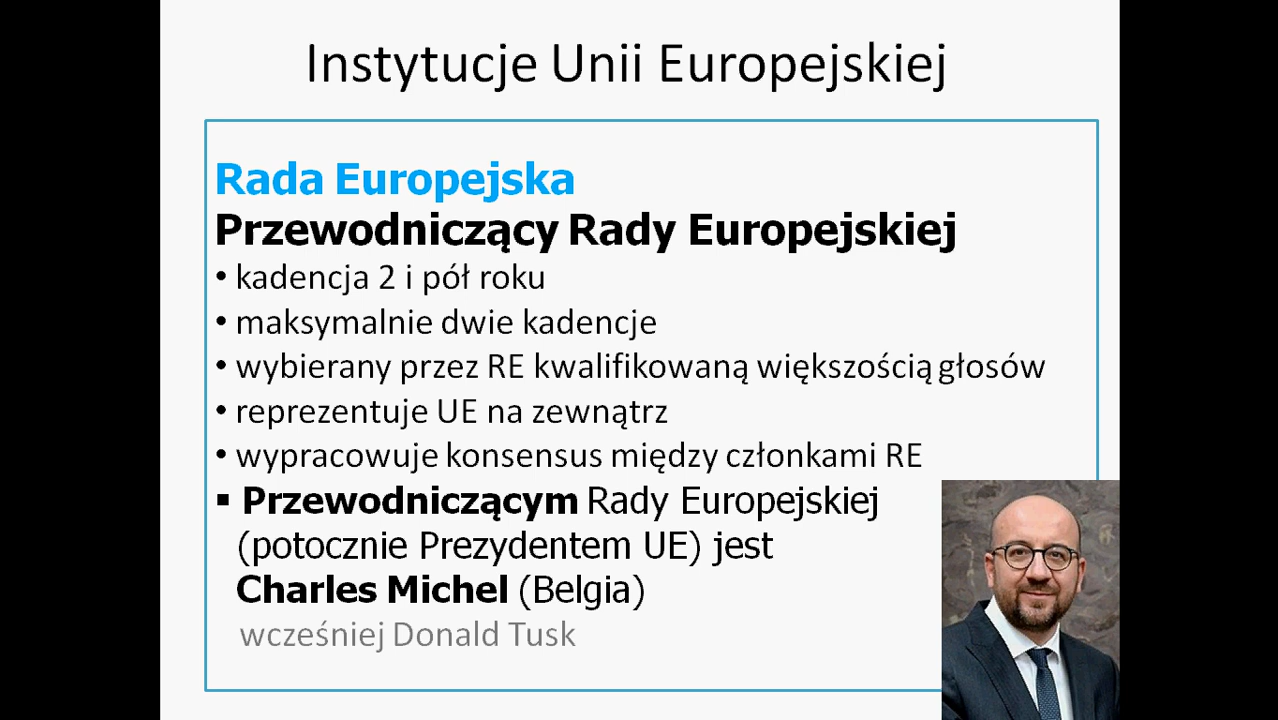 Instytucje Unii Europejskiej
Rada Europejska
Przewodniczący Rady Europejskiej
• kadencja 2 i pół roku
• maksymalnie dwie kadencje
• wybierany przez RE kwalifikowaną większością głosów
• reprezentuje UE na zewnątrz
• wypracowuje konsensus między członkami RE
▪ Przewodniczącym Rady Europejskiej
(potocznie Prezydentem UE) jest
Charles Michel (Belgia)
wcześniej Donald Tusk